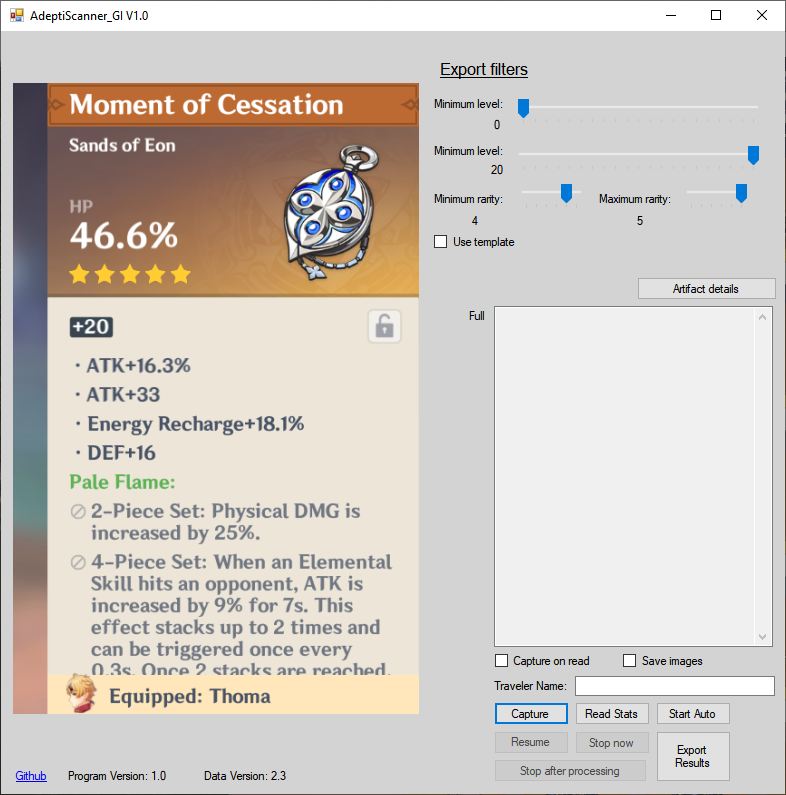 AdeptiScanner_GI V1.0
Moment of Cessation
Sands of Eon
HP
46.6%
+20
· ATK+16.3%
· ATK+33
· Energy Recharge+18.1%
· DEF+16
Pale Flame:
2-Piece Set: Physical DMG is
increased by 25%.
4-Piece Set: When an Elemental
Skill hits an opponent, ATK is
increased by 9% for 7s. This
effect stacks up to 2 times and
can be triggered once every
0.3s. Once 2 stacks are reached,
Equipped: Thoma
Export filters
Minimum level:
0
Minimum level:
20
Minimum rarity:
4
Maximum rarity:
5
Use template
Artifact details
Full
Capture on read
Save images
Traveler Name:
Capture
Read Stats
Start Auto
Resume
Stop now
Export
Results
Stop after processing
Github
Program Version: 1.0
Data Version: 2.3